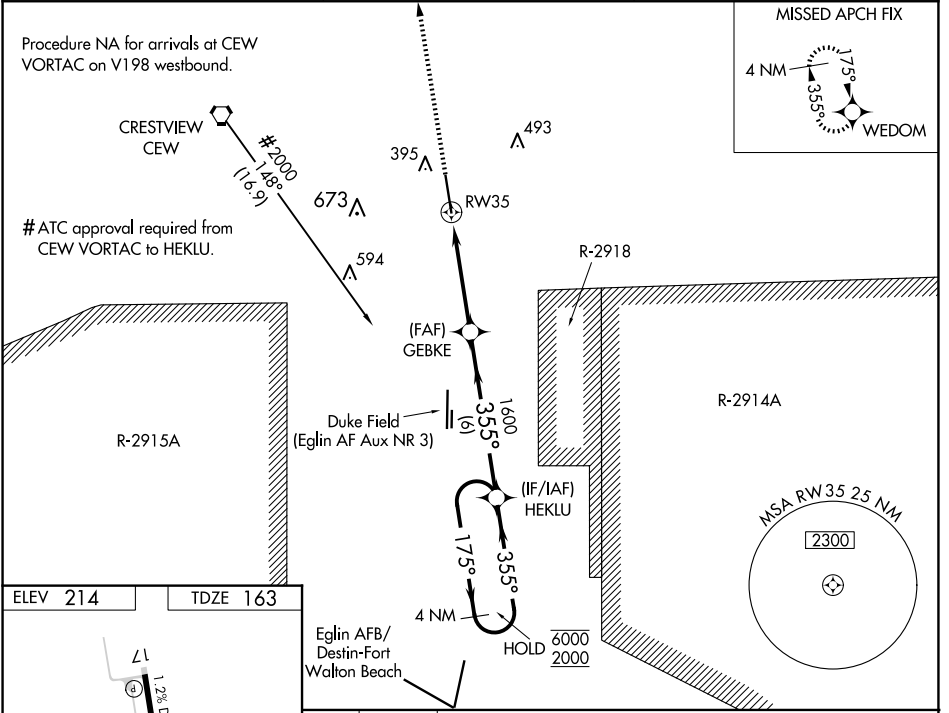 Procedure NA for arrivals at CEW
VORTAC on V198 westbound.
MISSED APCH FIX
4 NM
175°
355°
WEDOM
CRESTVIEW
CEW
#2000
148°
(16.9)
395
493
673
RW35
#ATC approval required from
CEW VORTAC to HEKLU.
594
R-2918
(FAF)
GEBKE
1600
355°
(6)
Duke Field
(Eglin AF Aux NR 3)
R-2915A
R-2914A
(IF/IAF)
HEKLU
MSA RW35 25 NM
2300
175°
355°
4 NM
HOLD
6000
2000
ELEV 214
TDZE 163
Eglin AFB/
Destin-Fort
Walton Beach
17
P
1.2%